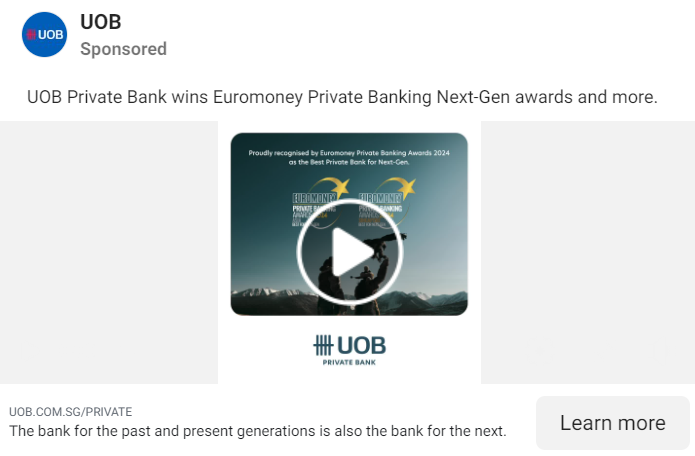 UOB
UOB
Sponsored
UOB Private Bank wins Euromoney Private Banking Next-Gen awards and more.
Proudly recognised by Euromoney Private Banking Awards 2024
as the Best Private Bank for Next-Gen.
EUROMONEY EUROMONEY
PRIVATE BANKING PRIVATE BANKING
AWARDS
UOB
PRIVATE BANK
UOB.COM.SG/PRIVATE
The bank for the past and present generations is also the bank for the next.
Learn more